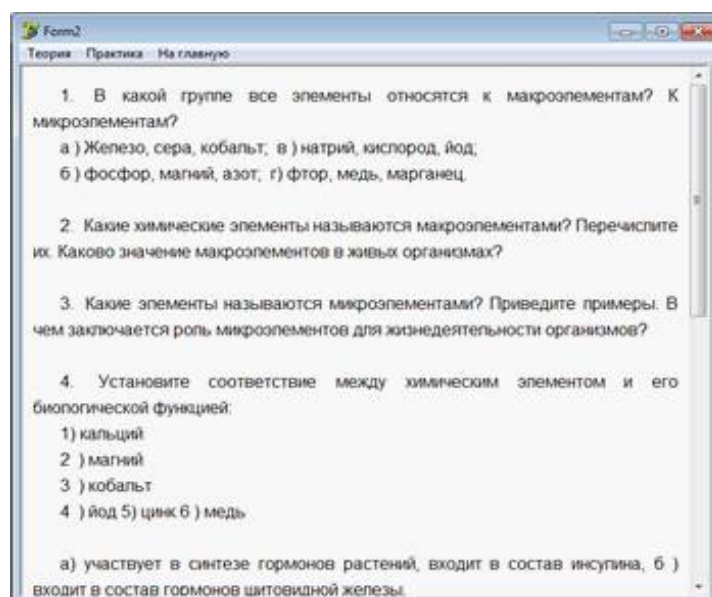 Form2
Теория Практика На главную
1. В какой группе все элементы относятся к макроэлементам? К
микроэлементам?
а ) Железо, сера, кобальт; в ) натрий, кислород, йод;
б ) фосфор, магний, азот; г) фтор, медь, марганец.
2. Какие химические элементы называются макроэлементами? Перечислите
их. Каково значение макроэлементов в живых организмах?
3. Какие элементы называются микроэлементами? Приведите примеры. В
чем заключается роль микроэлементов для жизнедеятельности организмов?
4. Установите соответствие между химическим элементом и его
биологической функцией:
1) кальций
2 ) магний
3 ) кобальт
4 ) йод 5) цинк 6 ) медь
а) участвует в синтезе гормонов растений, входит в состав инсулина, б )
входит в состав гормонов щитовидной железы.